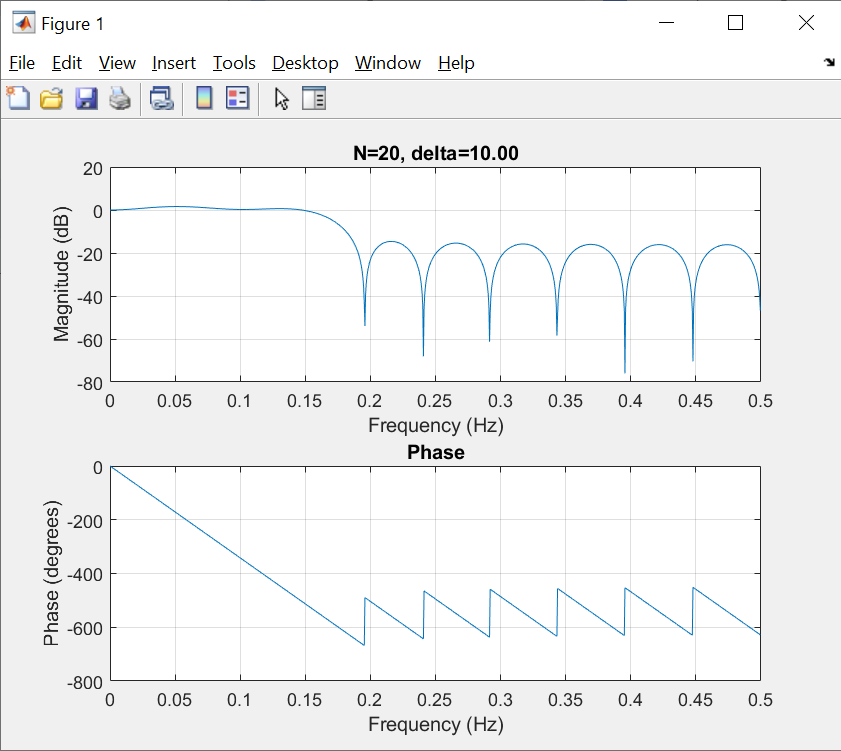 Figure 1
File Edit View Insert Tools Desktop Window Help
N=20, delta=10.00
20
0
-20
-40
-60
-80
Magnitude (dB)
0 0.05 0.1 0.15 0.2 0.25 0.3 0.35 0.4 0.45 0.5
Frequency (Hz)
Phase
0
-200
-400
-600
-800
Phase (degrees)
0 0.05 0.1 0.15 0.2 0.25 0.3 0.35 0.4 0.45 0.5
Frequency (Hz)